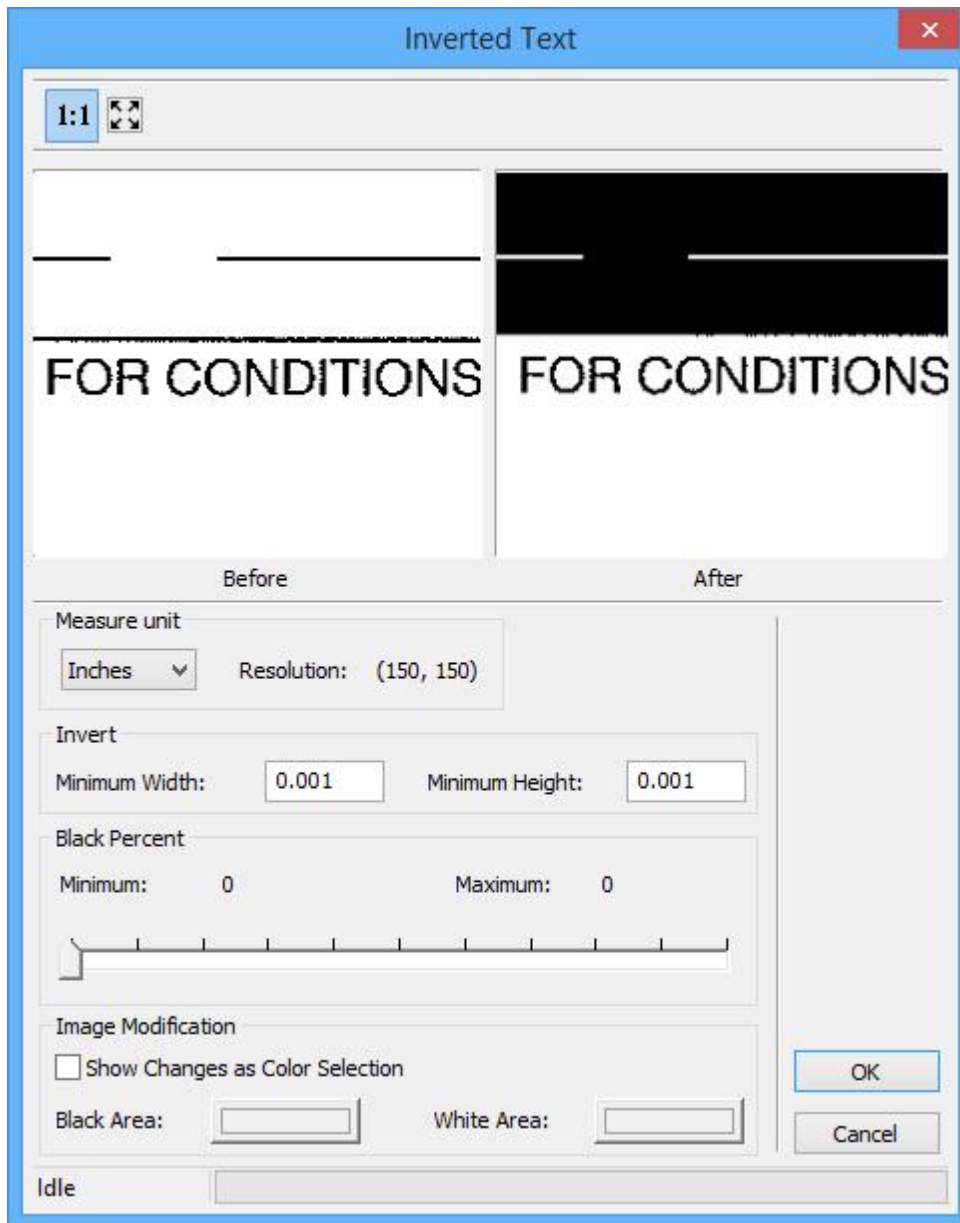 Inverted Text
1:1
FOR CONDITIONS FOR CONDITIONS
Before After
Measure unit
Inches Resolution: (150, 150)
Invert
Minimum Width: 0.001 Minimum Height: 0.001
Black Percent
Minimum: 0 Maximum: 0
Image Modification
Show Changes as Color Selection
OK
Black Area: White Area:
Cancel
Idle